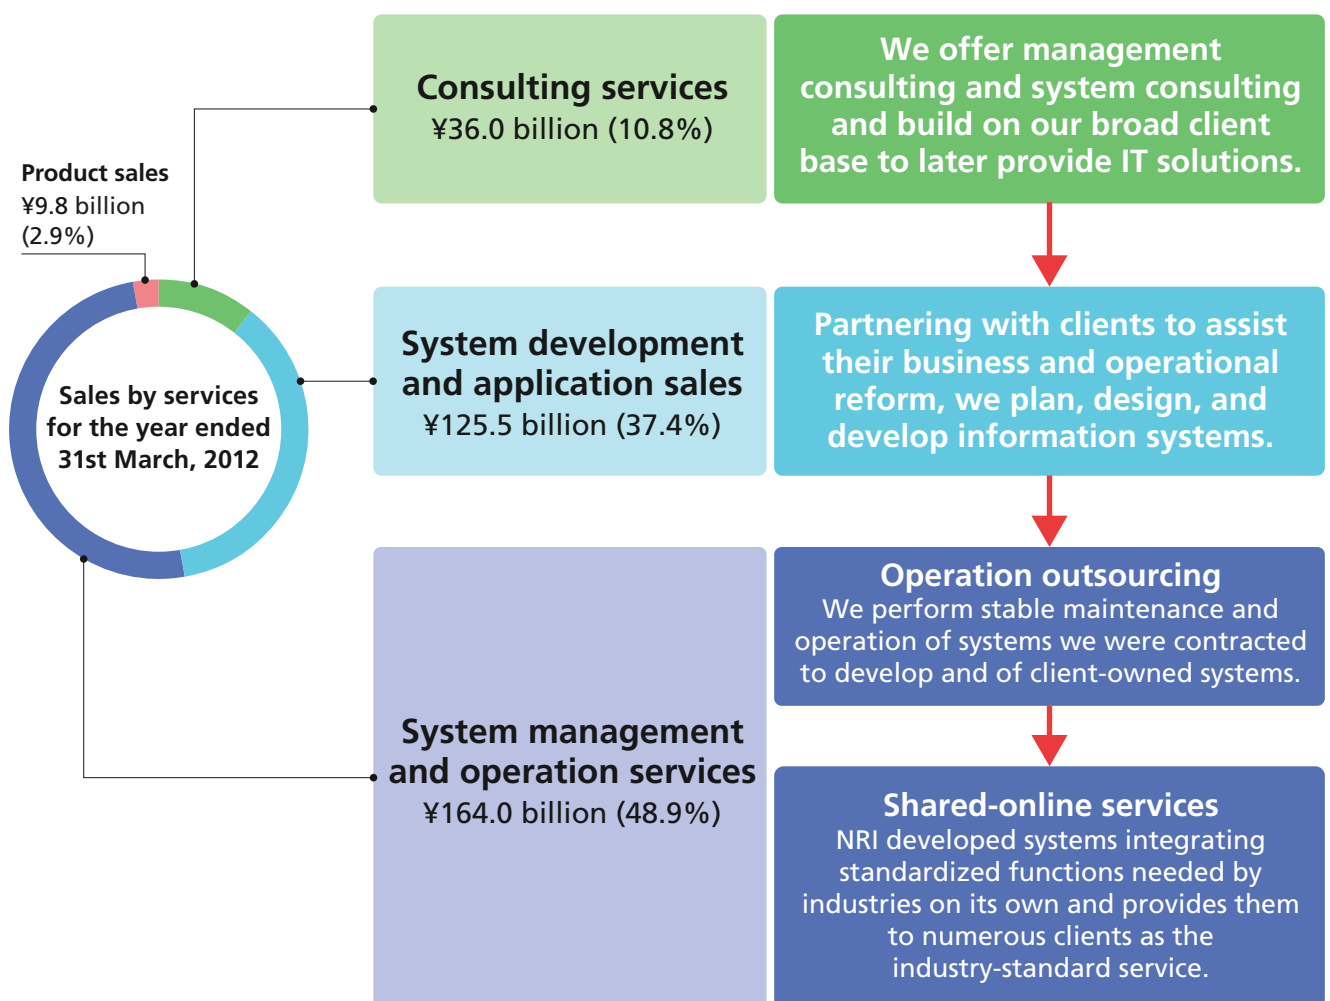 Consulting services
¥36.0 billion (10.8%)
We offer management
consulting and system consulting
and build on our broad client
base to later provide IT solutions.
Product sales
¥9.8 billion
(2.9%)
Sales by services
for the year ended
31st March, 2012
System development
and application sales
¥125.5 billion (37.4%)
Partnering with clients to assist
their business and operational
reform, we plan, design, and
develop information systems.
System management
and operation services
¥164.0 billion (48.9%)
Operation outsourcing
We perform stable maintenance and
operation of systems we were contracted
to develop and of client-owned systems.
Shared-online services
NRI developed systems integrating
standardized functions needed by
industries on its own and provides them
to numerous clients as the
industry-standard service.